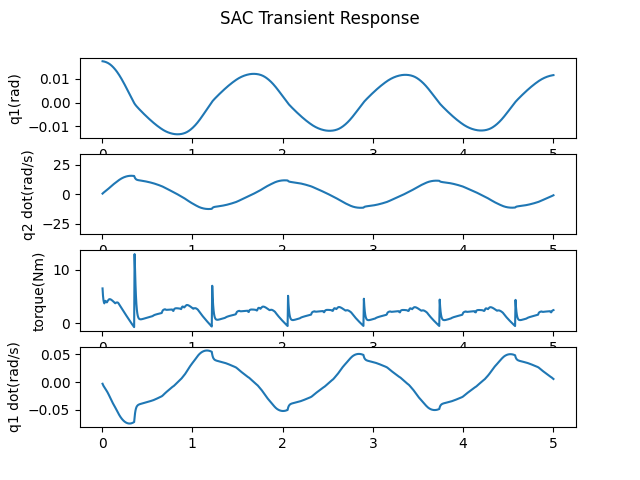 SAC Transient Response
q1(rad)
0.01
0.00
−0.01
0 1 2 3 4 5
q2 dot(rad/s)
25
0
−25
0 1 2 3 4 5
torque(Nm)
10
0
0 1 2 3 4 5
q1 dot(rad/s)
0.05
0.00
−0.05
0 1 2 3 4 5